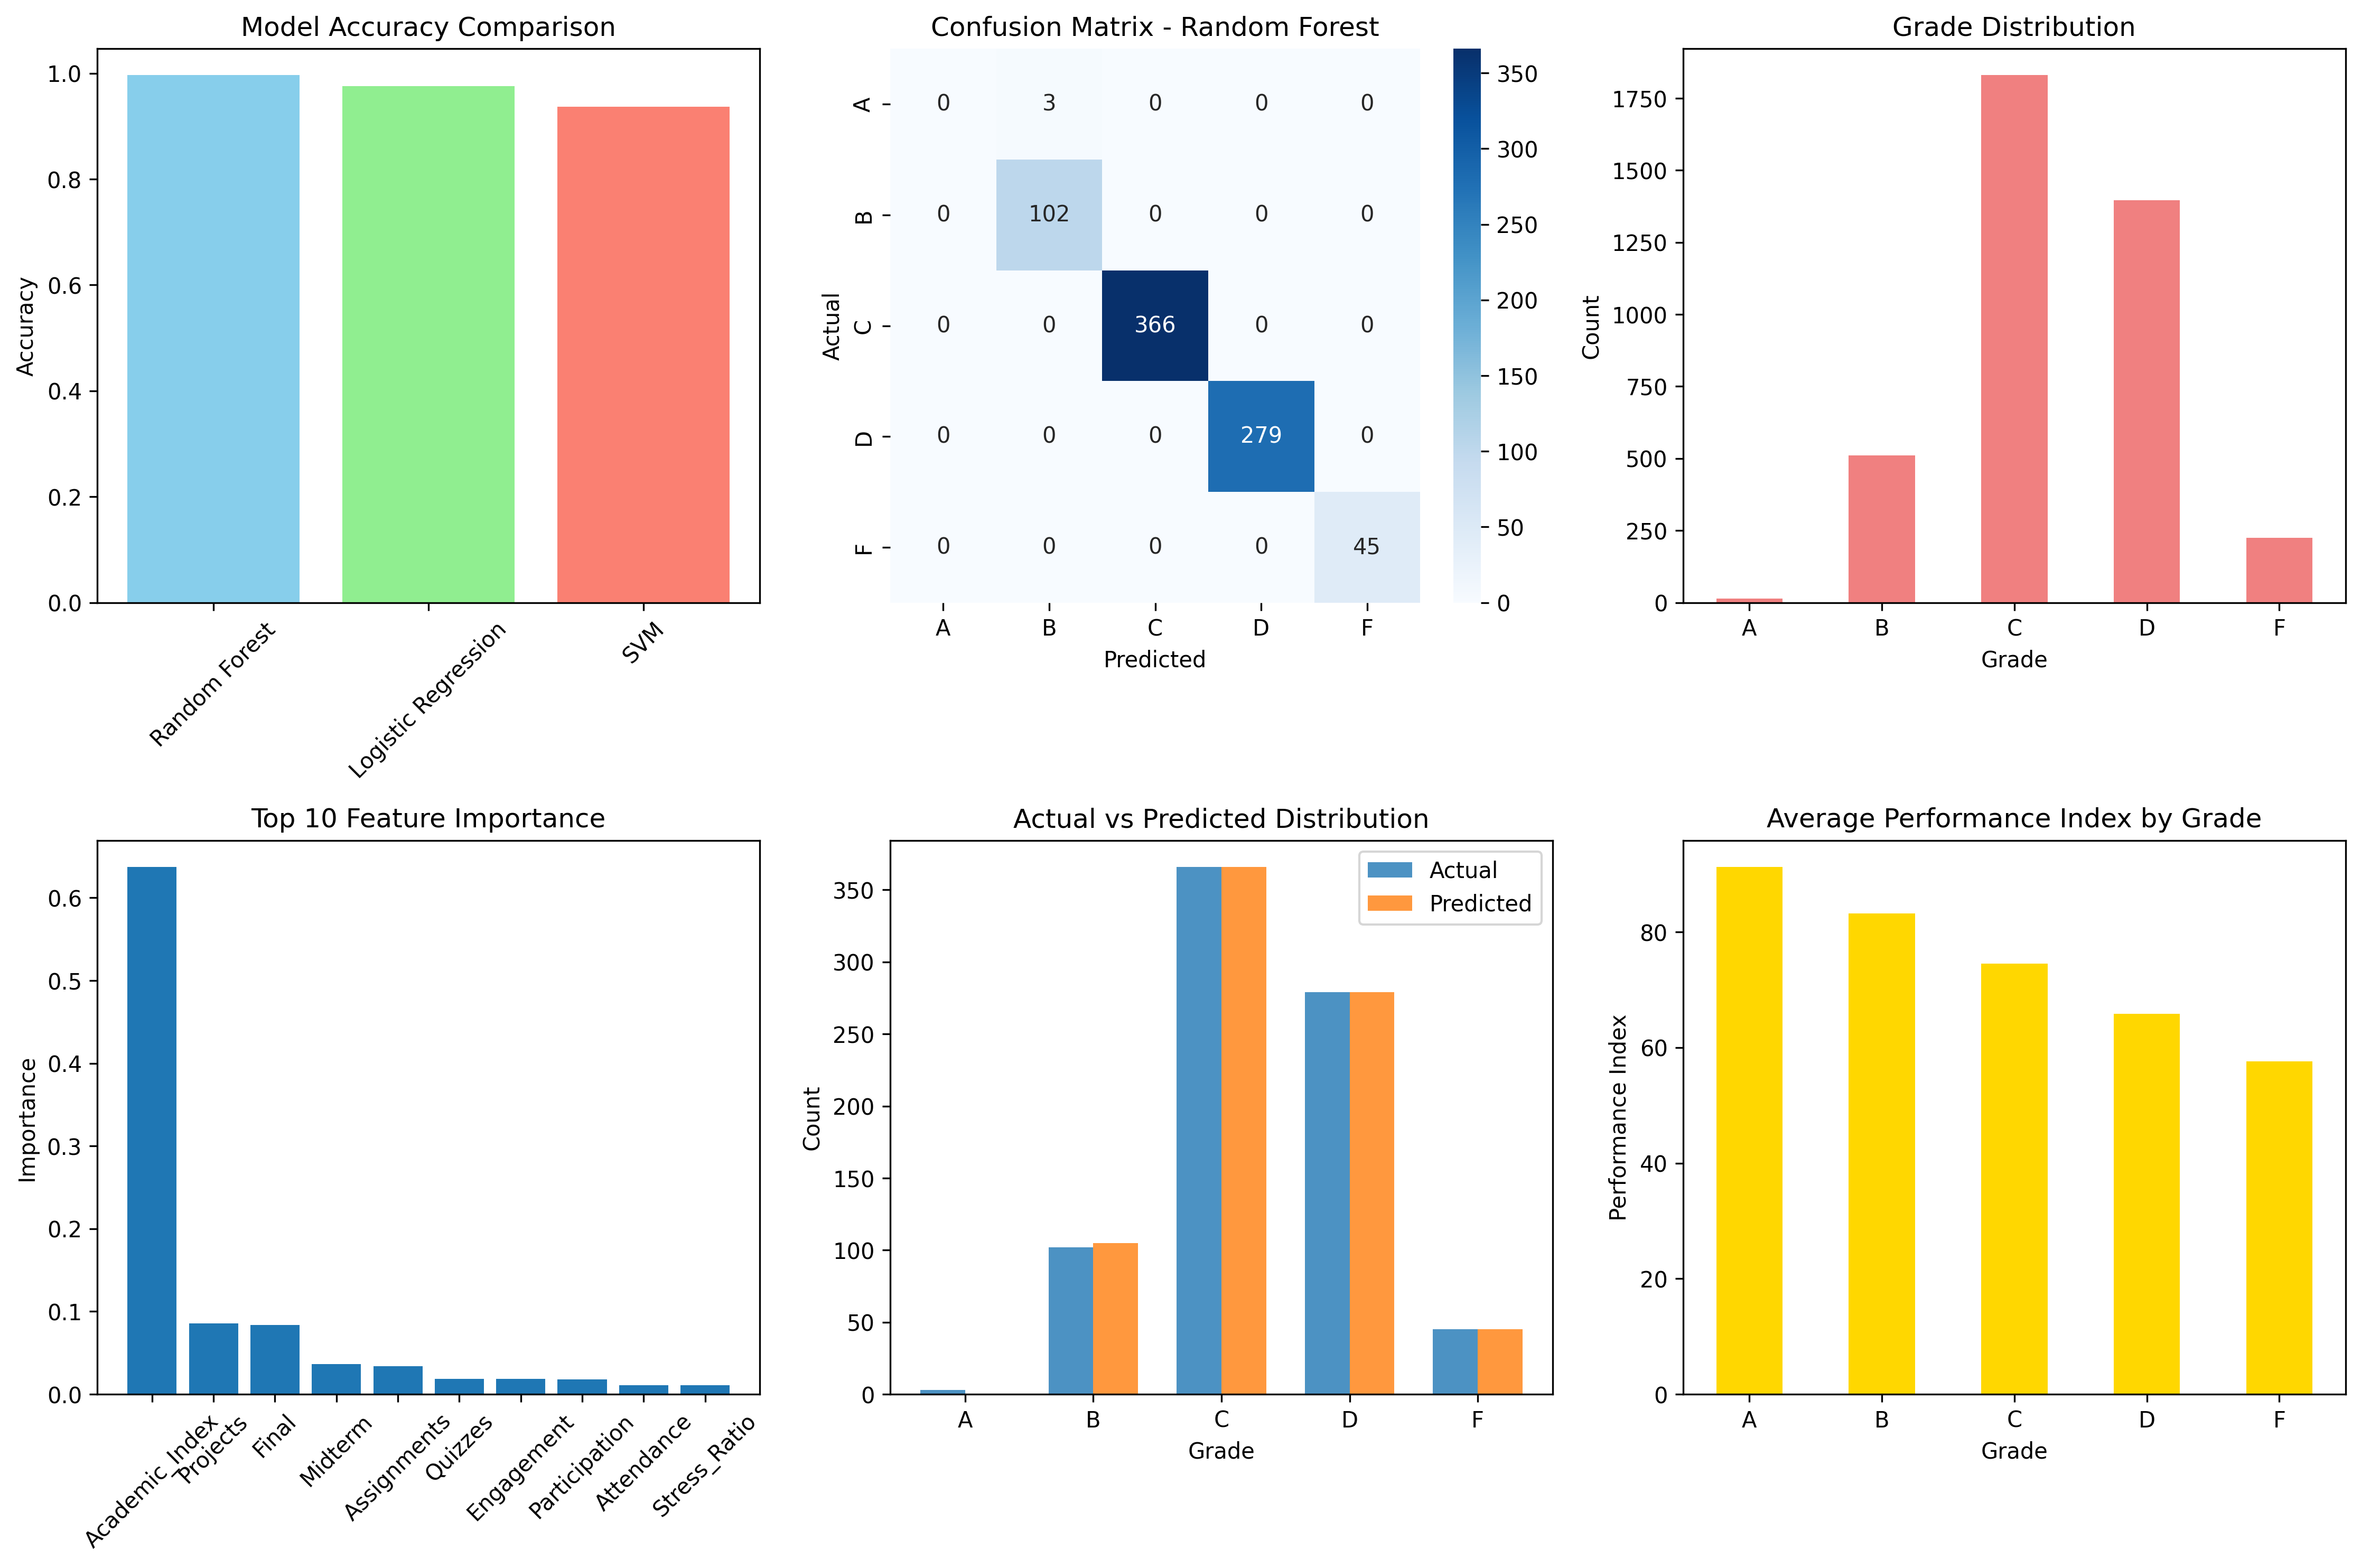 Model Accuracy Comparison
Accuracy
1.0
0.8
0.6
0.4
0.2
0.0
Random Forest
Logistic Regression
SVM
Confusion Matrix - Random Forest
Actual
A 0 3 0 0 0
B 0 102 0 0 0
C 0 0 366 0 0
D 0 0 0 279 0
F 0 0 0 0 45
A B C D F
Predicted
350
300
250
200
150
100
50
0
Grade Distribution
Count
1750
1500
1250
1000
750
500
250
0
A B C D F
Grade
Top 10 Feature Importance
Importance
0.6
0.5
0.4
0.3
0.2
0.1
0.0
Academic_Index
Projects
Final
Midterm
Assignments
Quizzes
Engagement
Participation
Attendance
Stress_Ratio
Actual vs Predicted Distribution
Actual
Predicted
Count
350
300
250
200
150
100
50
0
A B C D F
Grade
Average Performance Index by Grade
Performance Index
80
60
40
20
0
A B C D F
Grade